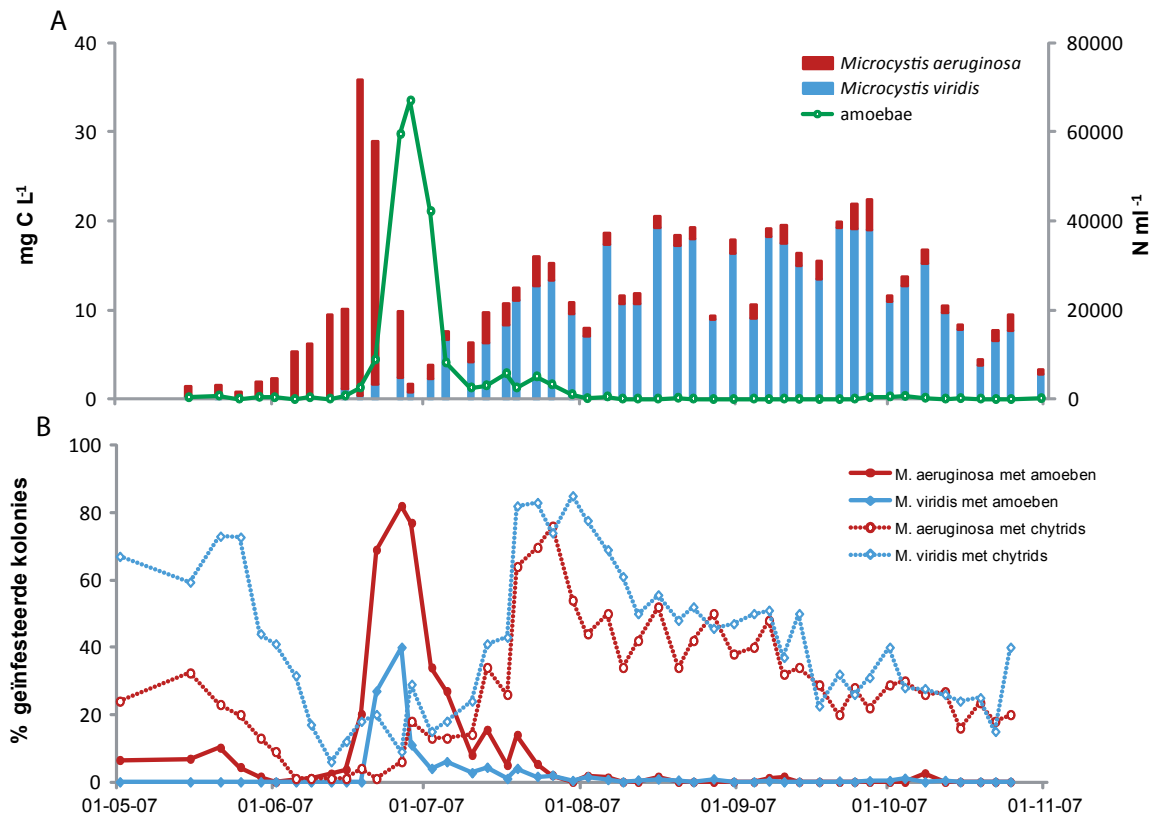 A
40
30
20
10
0
mg C L⁻¹
80000
60000
40000
20000
0
N ml⁻¹
Microcystis aeruginosa
Microcystis viridis
amoebae
B
100
80
60
40
20
0
% geïnfesteerde kolonies
M. aeruginosa met amoeben
M. viridis met amoeben
M. aeruginosa met chytrids
M. viridis met chytrids
01-05-07 01-06-07 01-07-07 01-08-07 01-09-07 01-10-07 01-11-07